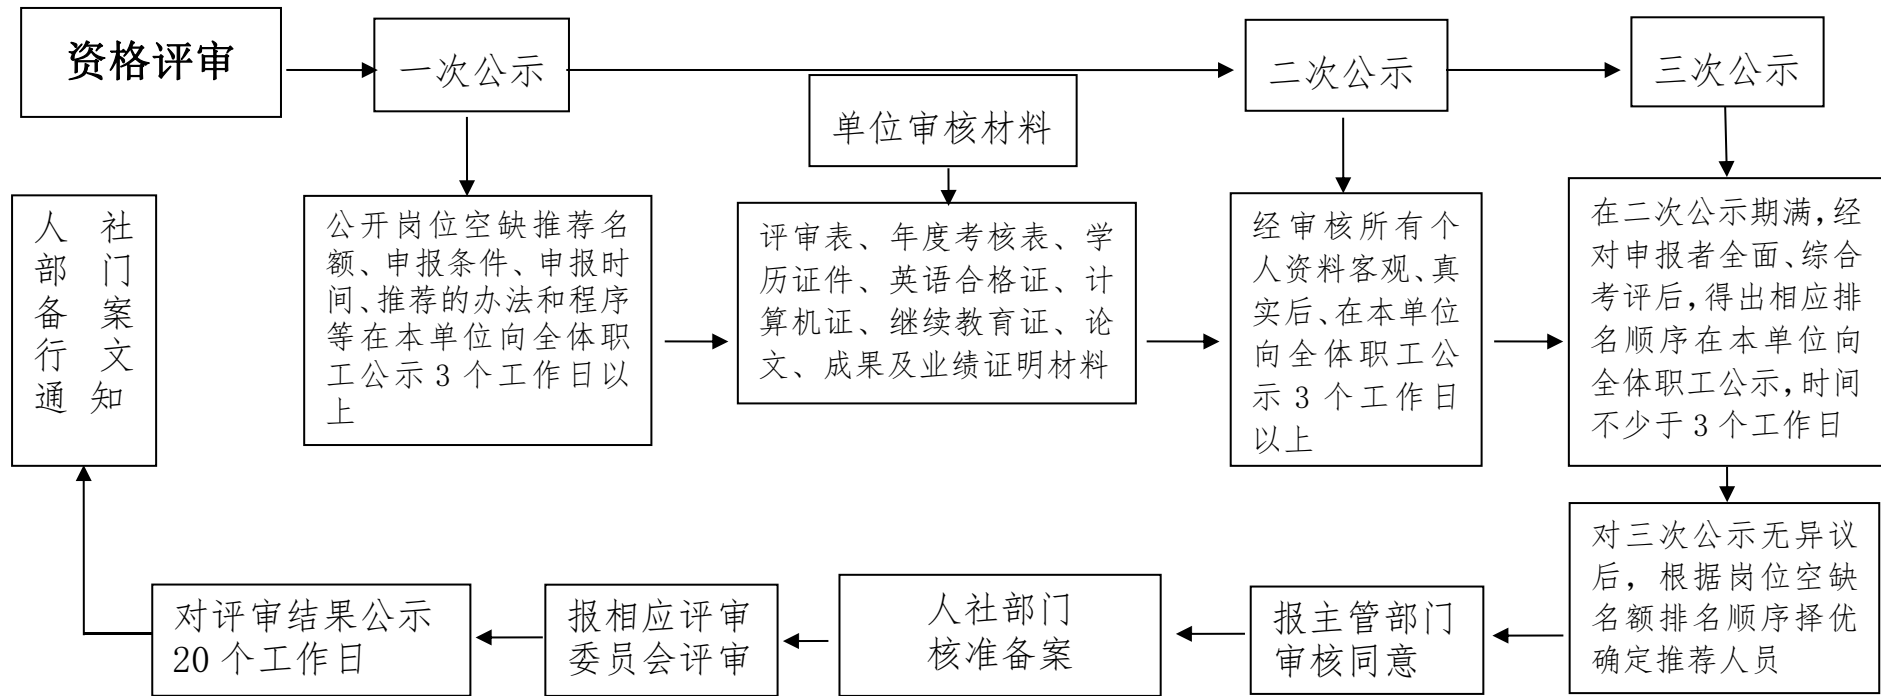 资格评审
一次公示
单位审核材料
二次公示
三次公示
人 社
部 门
备 案
行 文
通 知
公开岗位空缺推荐名
额、申报条件、申报时
间、推荐的办法和程序
等在本单位向全体职
工公示 3 个工作日以
上
评审表、年度考核表、学
历证件、英语合格证、计
算机证、继续教育证、论
文、成果及业绩证明材料
经审核所有个
人资料客观、真
实后、在本单位
向全体职工公
示 3 个工作日
以上
在二次公示期满,经
对申报者全面、综合
考评后,得出相应排
名顺序在本单位向
全体职工公示,时间
不少于 3 个工作日
对三次公示无异议
后，根据岗位空缺
名额排名顺序择优
确定推荐人员
报主管部门
审核同意
人社部门
核准备案
报相应评审
委员会评审
对评审结果公示
20 个工作日